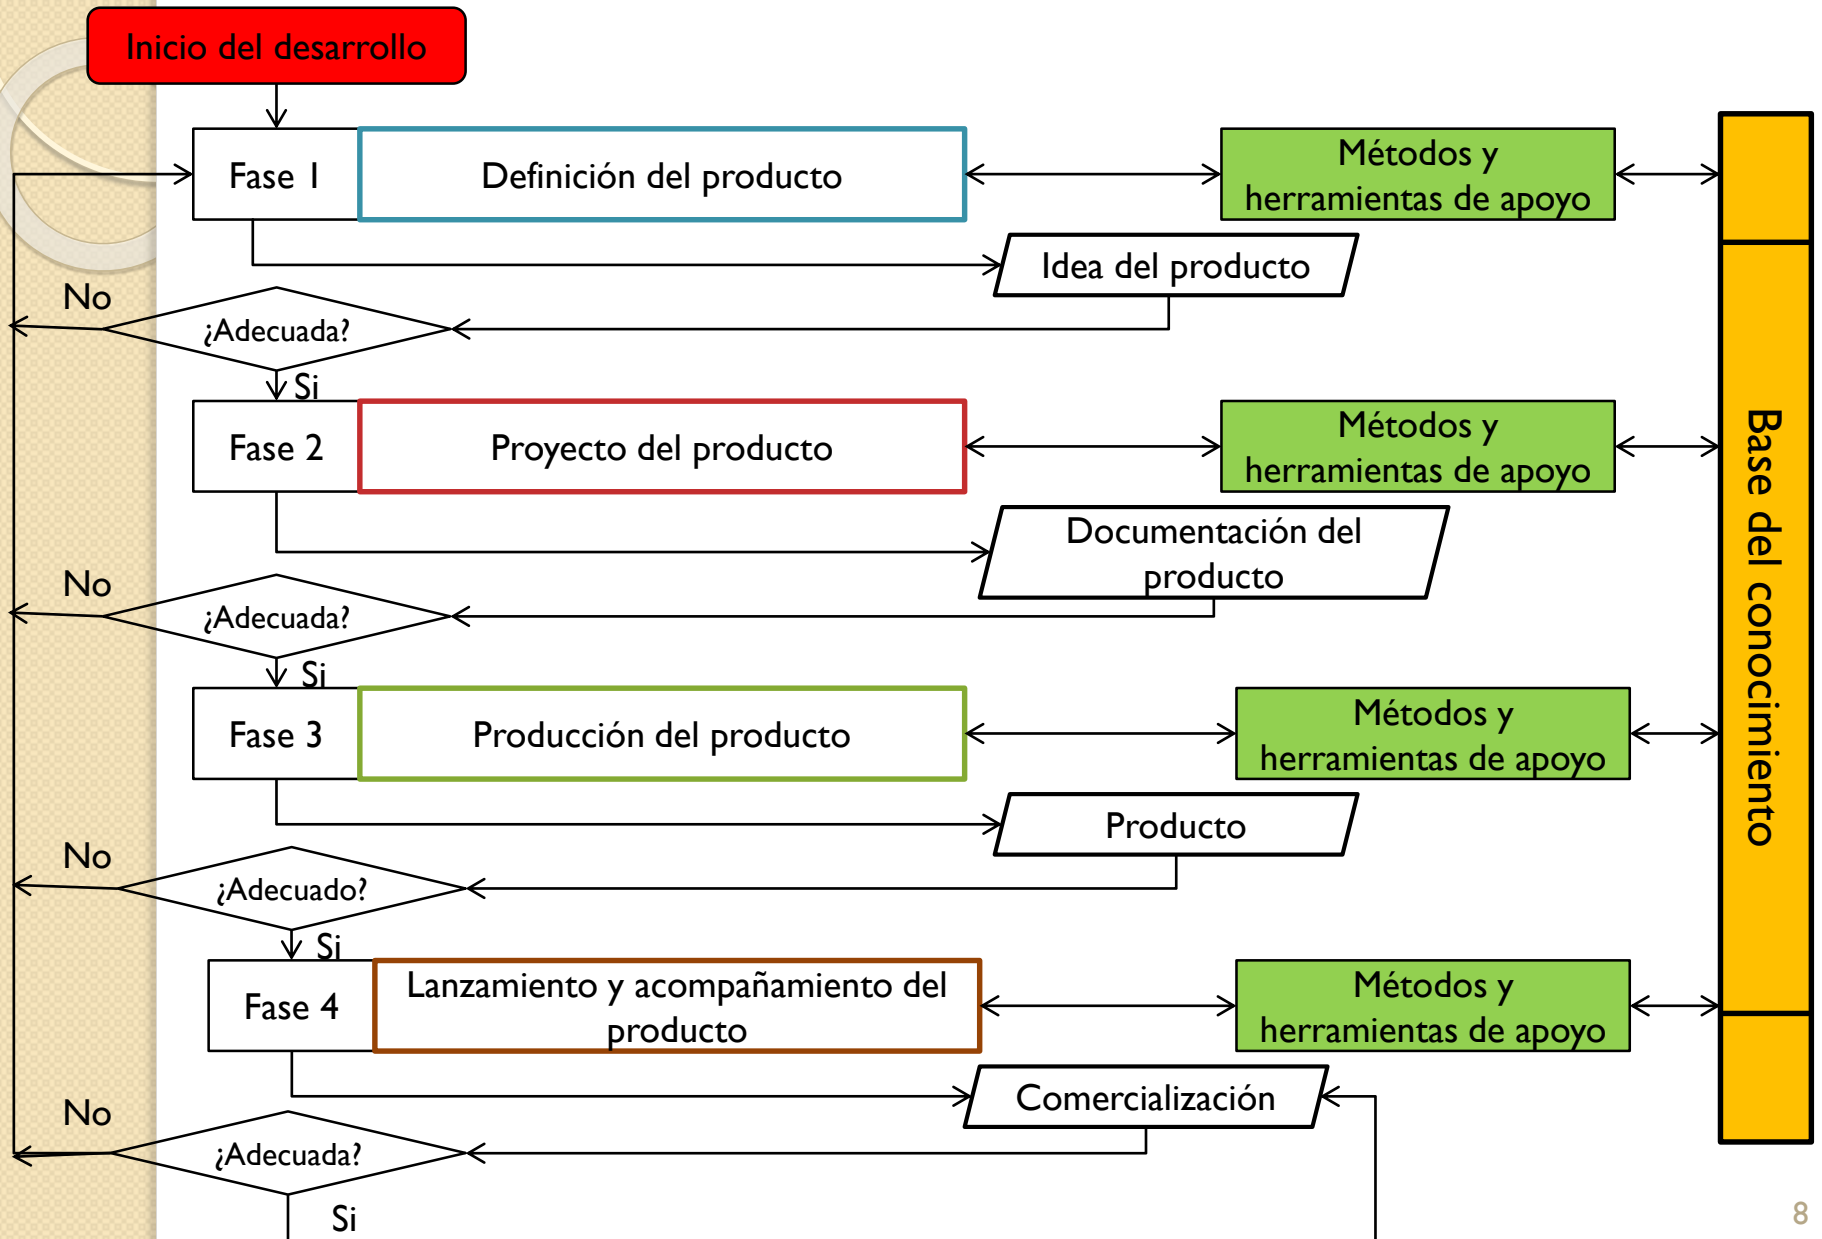 Inicio del desarrollo
Fase 1
Definición del producto
Métodos y
herramientas de apoyo
Idea del producto
No
¿Adecuada?
Si
Fase 2
Proyecto del producto
Métodos y
herramientas de apoyo
Documentación del
producto
No
¿Adecuada?
Si
Fase 3
Producción del producto
Métodos y
herramientas de apoyo
Producto
No
¿Adecuado?
Si
Fase 4
Lanzamiento y acompañamiento del
producto
Métodos y
herramientas de apoyo
Comercialización
No
¿Adecuada?
Si
Base del conocimiento
8